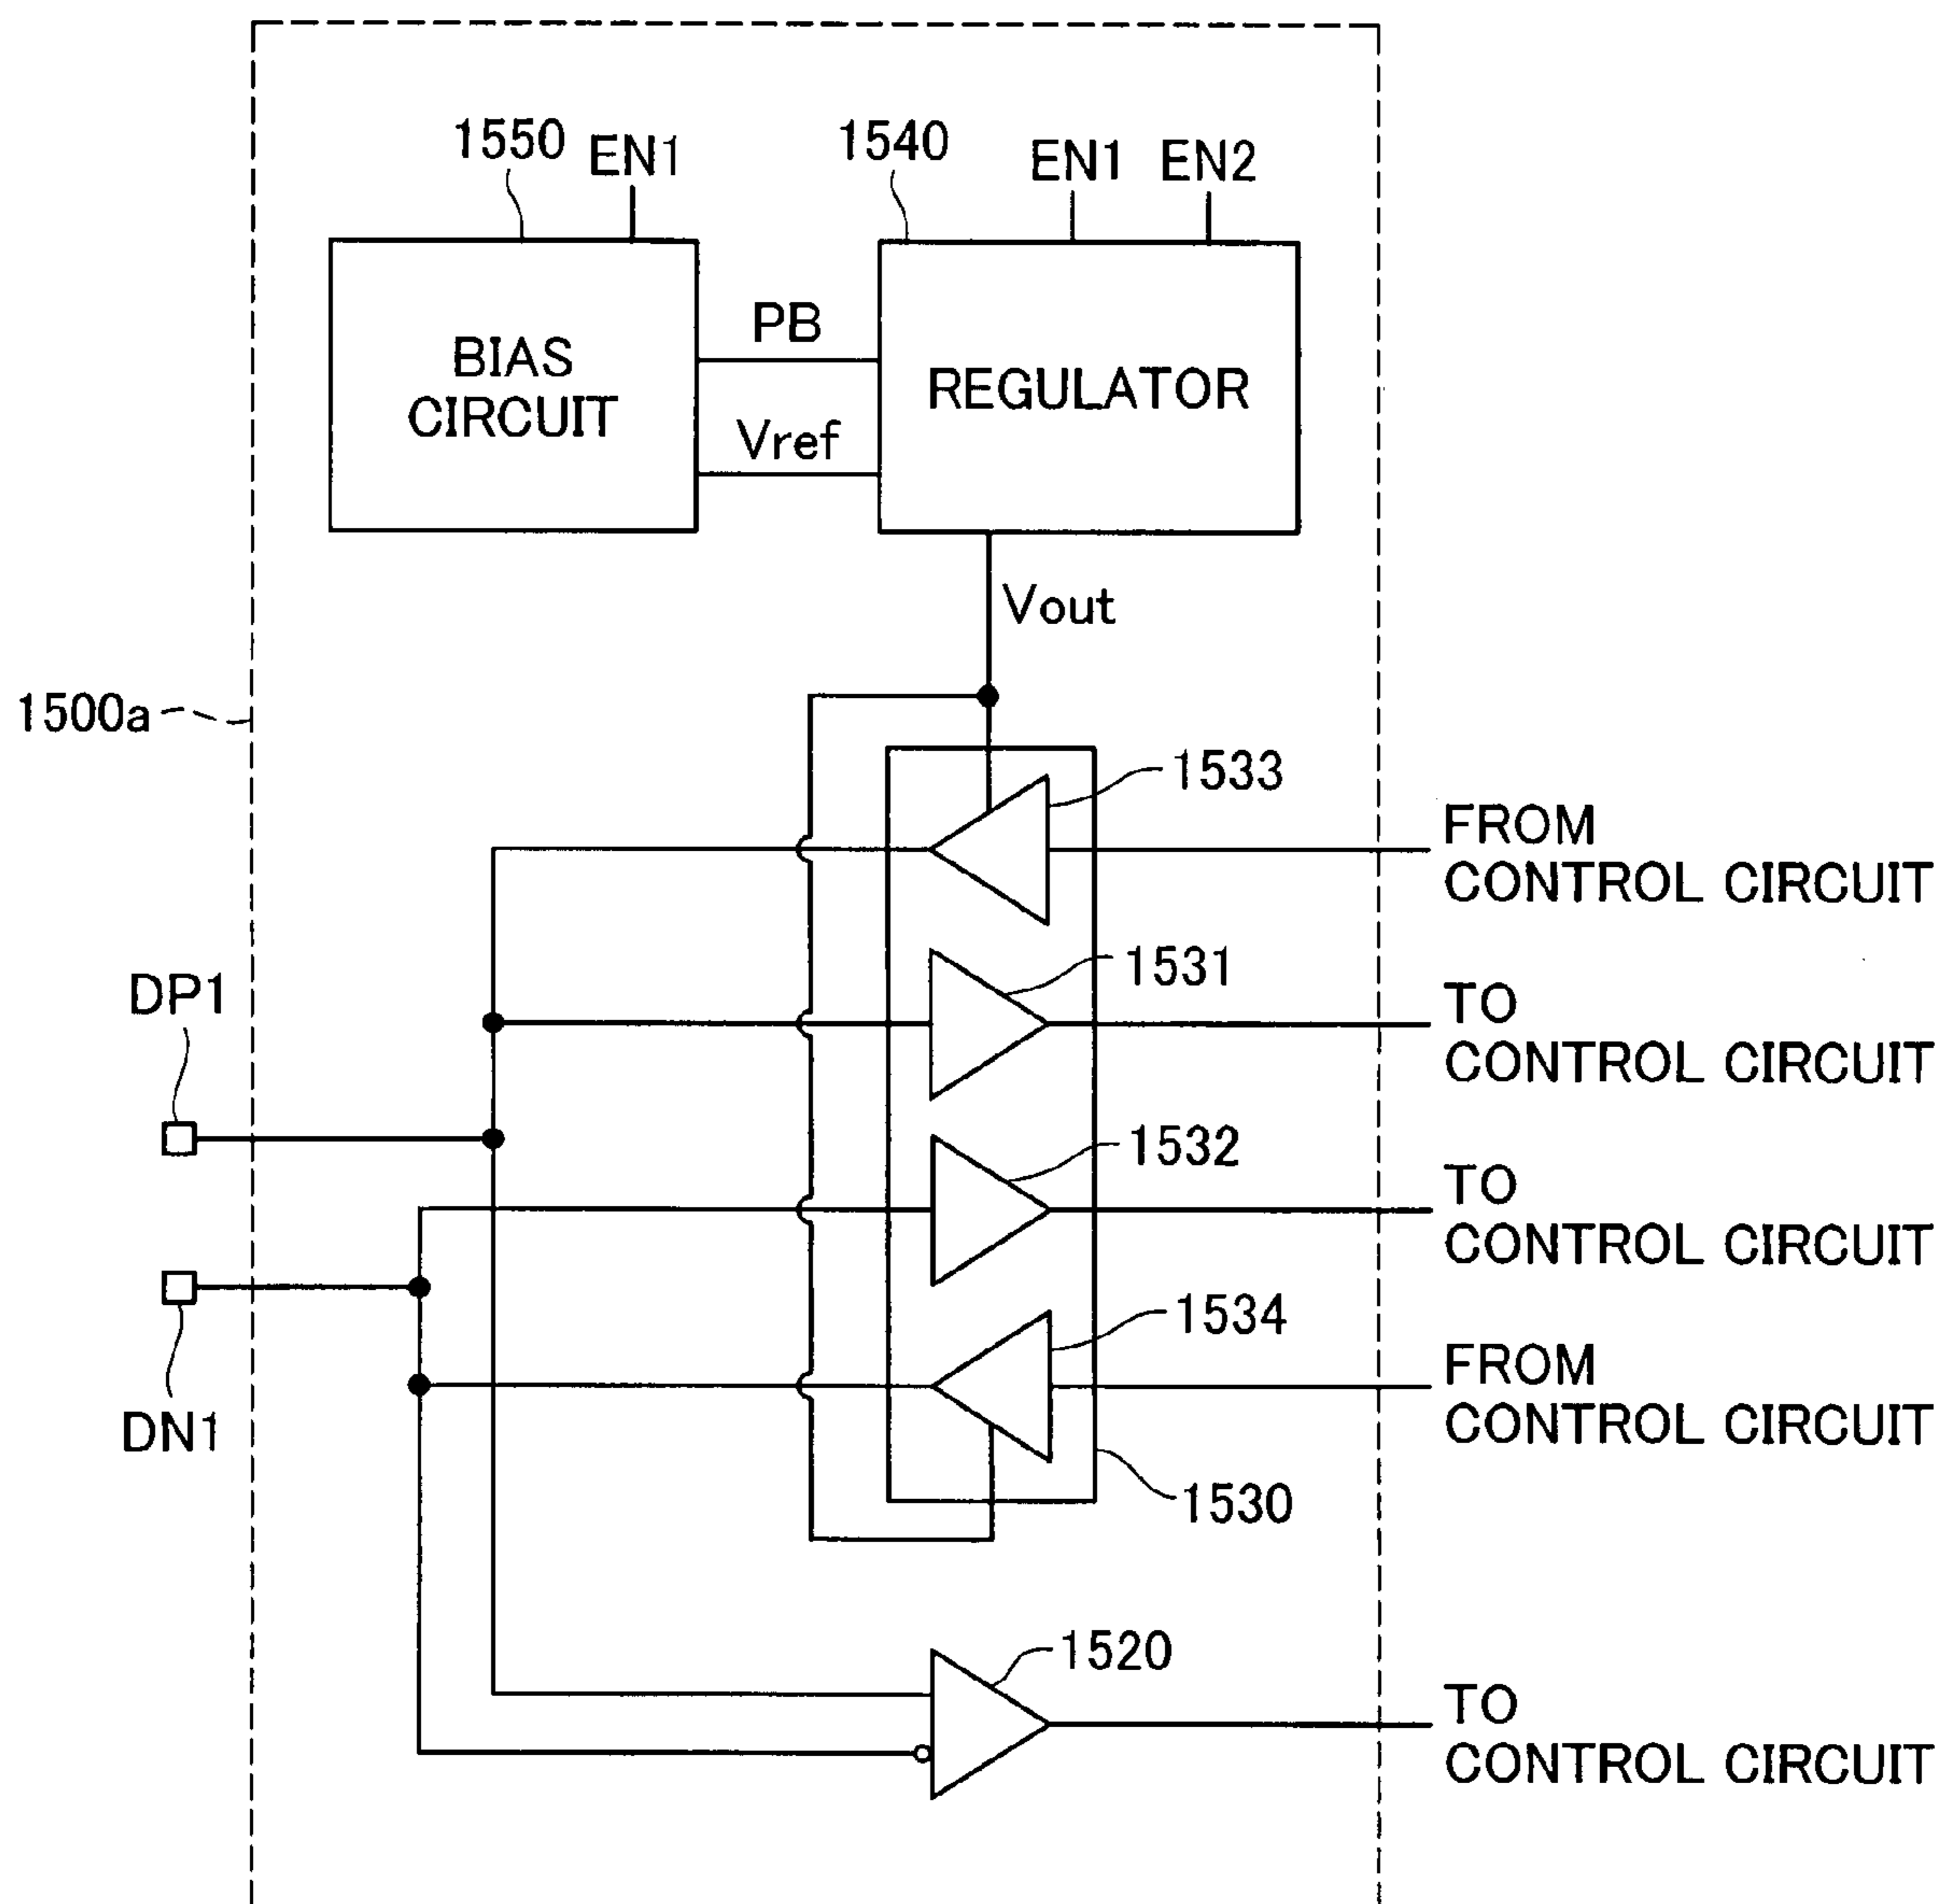 1550
EN1
1540
EN1
EN2
BIAS
CIRCUIT
PB
Vref
REGULATOR
Vout
1500a
1533
FROM
CONTROL CIRCUIT
1531
TO
CONTROL CIRCUIT
DP1
1532
TO
CONTROL CIRCUIT
DN1
1534
FROM
CONTROL CIRCUIT
1530
1520
TO
CONTROL CIRCUIT